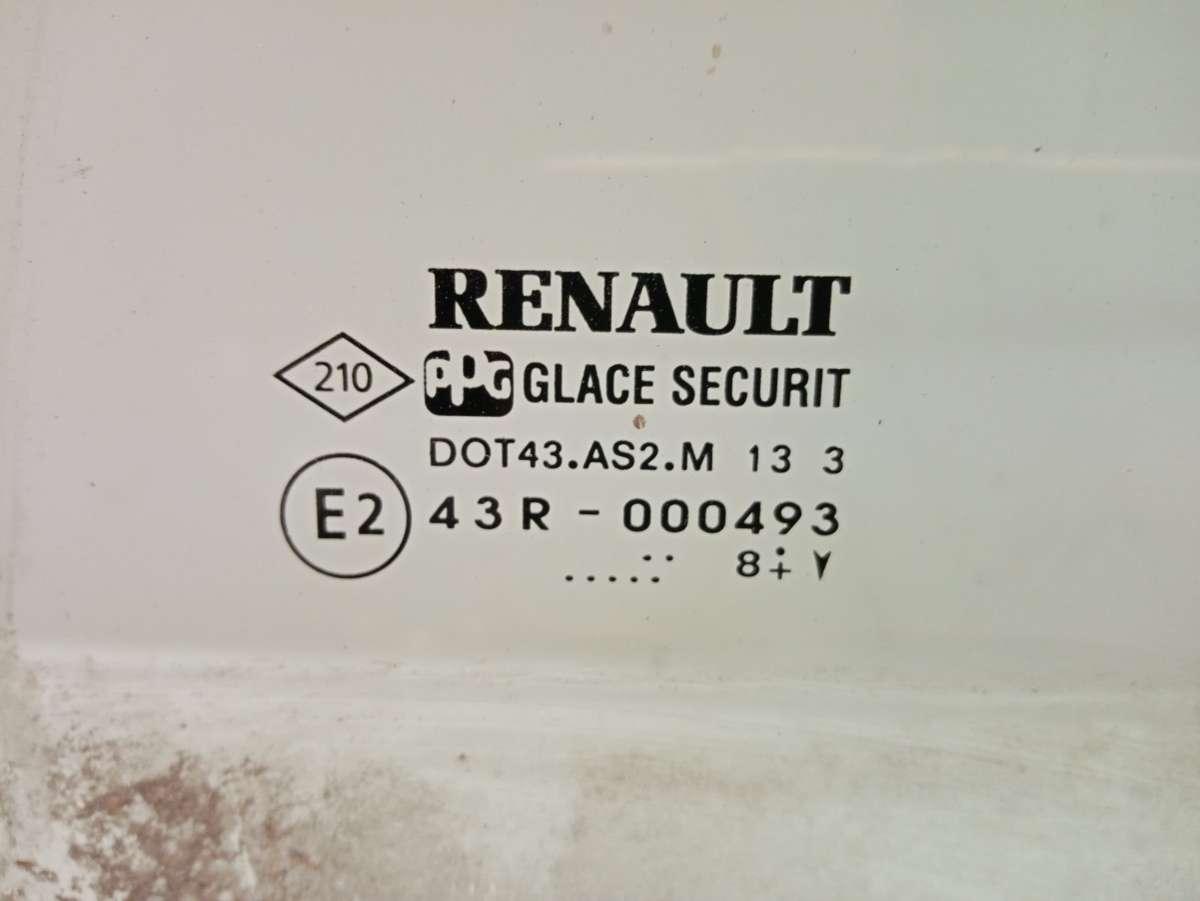 RENAULT
210 PPG GLACE SECURIT
DOT43.AS2.M 13 3
E2 43R - 000493
..... .. 8